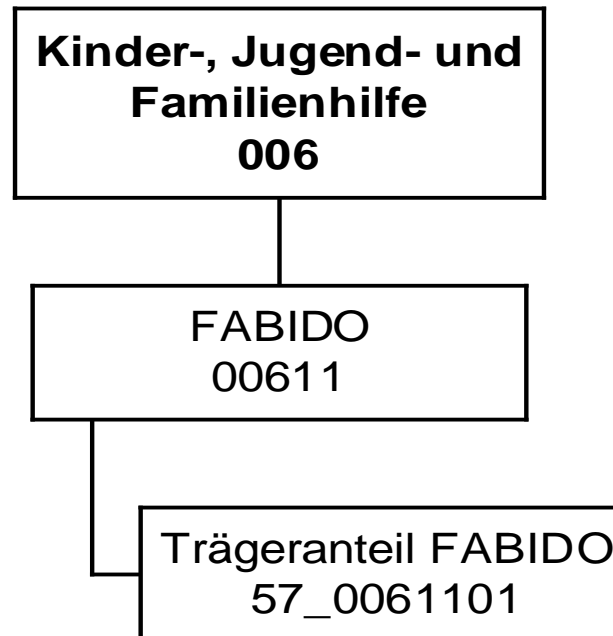 Kinder-, Jugend- und
Familienhilfe
006
FABIDO
00611
Trägeranteil FABIDO
57_0061101